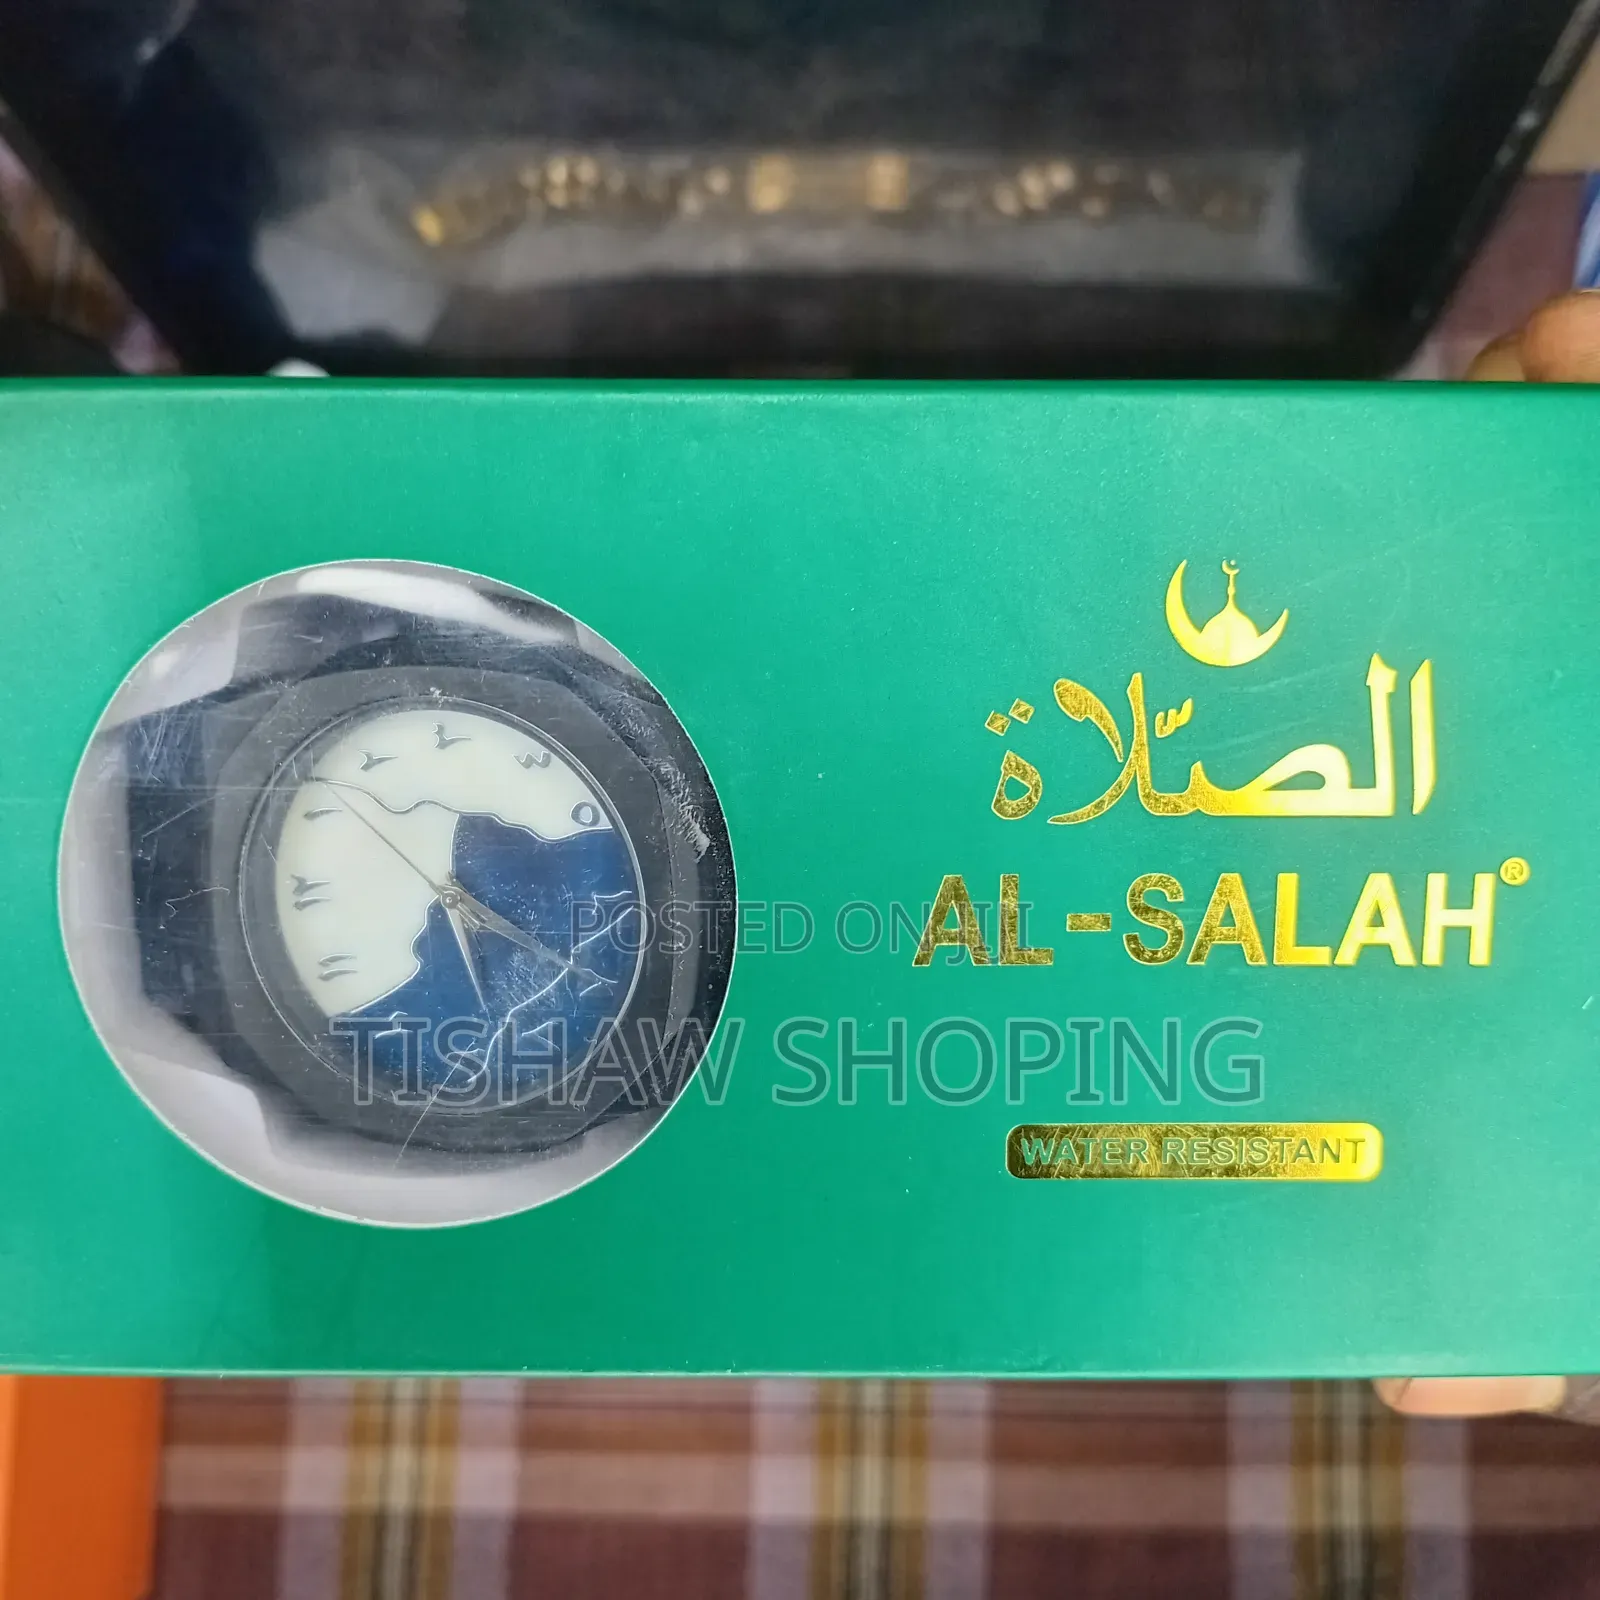 الصّلاة
AL-SALAH®
POSTED ON JIJI
TISHAW SHOPING
WATER RESISTANT